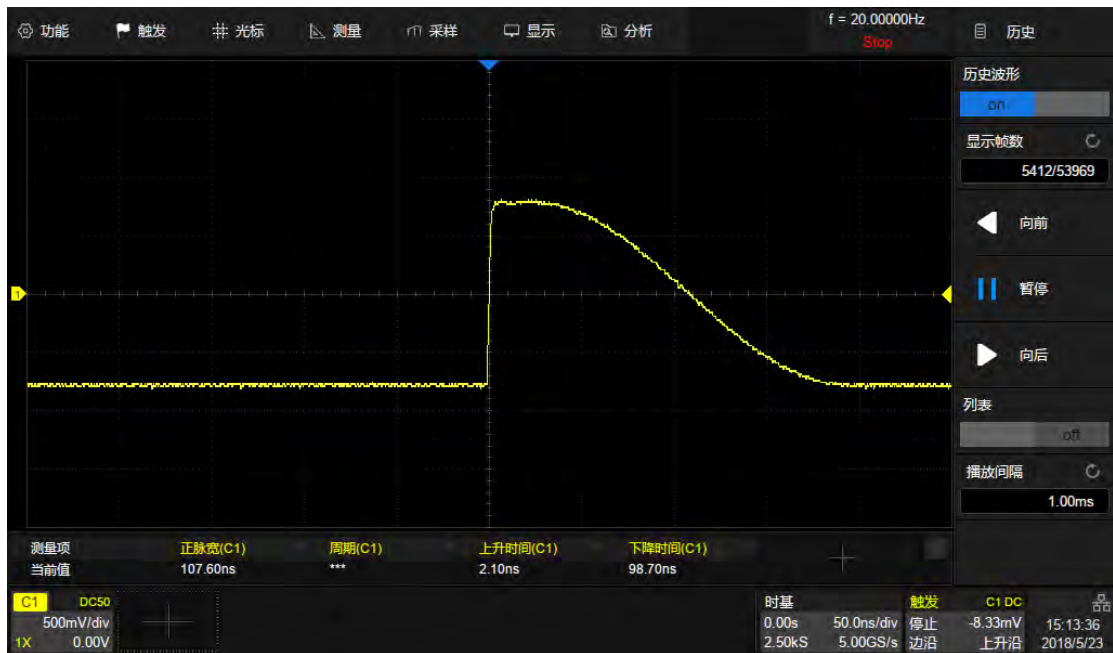 功能
触发
光标
测量
采样
显示
分析
f = 20.00000Hz
Stop
历史
历史波形
on
显示帧数
5412/53969
向前
暂停
向后
列表
off
播放间隔
1.00ms
1
测量项 正脉宽(C1) 周期(C1) 上升时间(C1) 下降时间(C1)
当前值 107.60ns *** 2.10ns 98.70ns
C1 DC50
500mV/div
1X 0.00V
时基
0.00s 50.0ns/div
2.50kS 5.00GS/s
触发 C1 DC
停止 -8.33mV
边沿 上升沿
15:13:36
2018/5/23